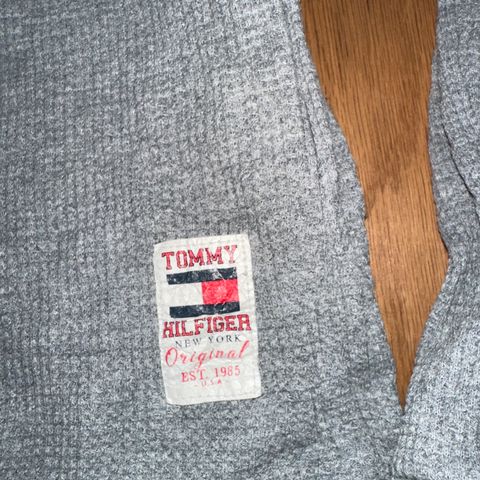 TOMMY
HILFIGER
NEW YORK
Original
EST. 1985
U.S.A